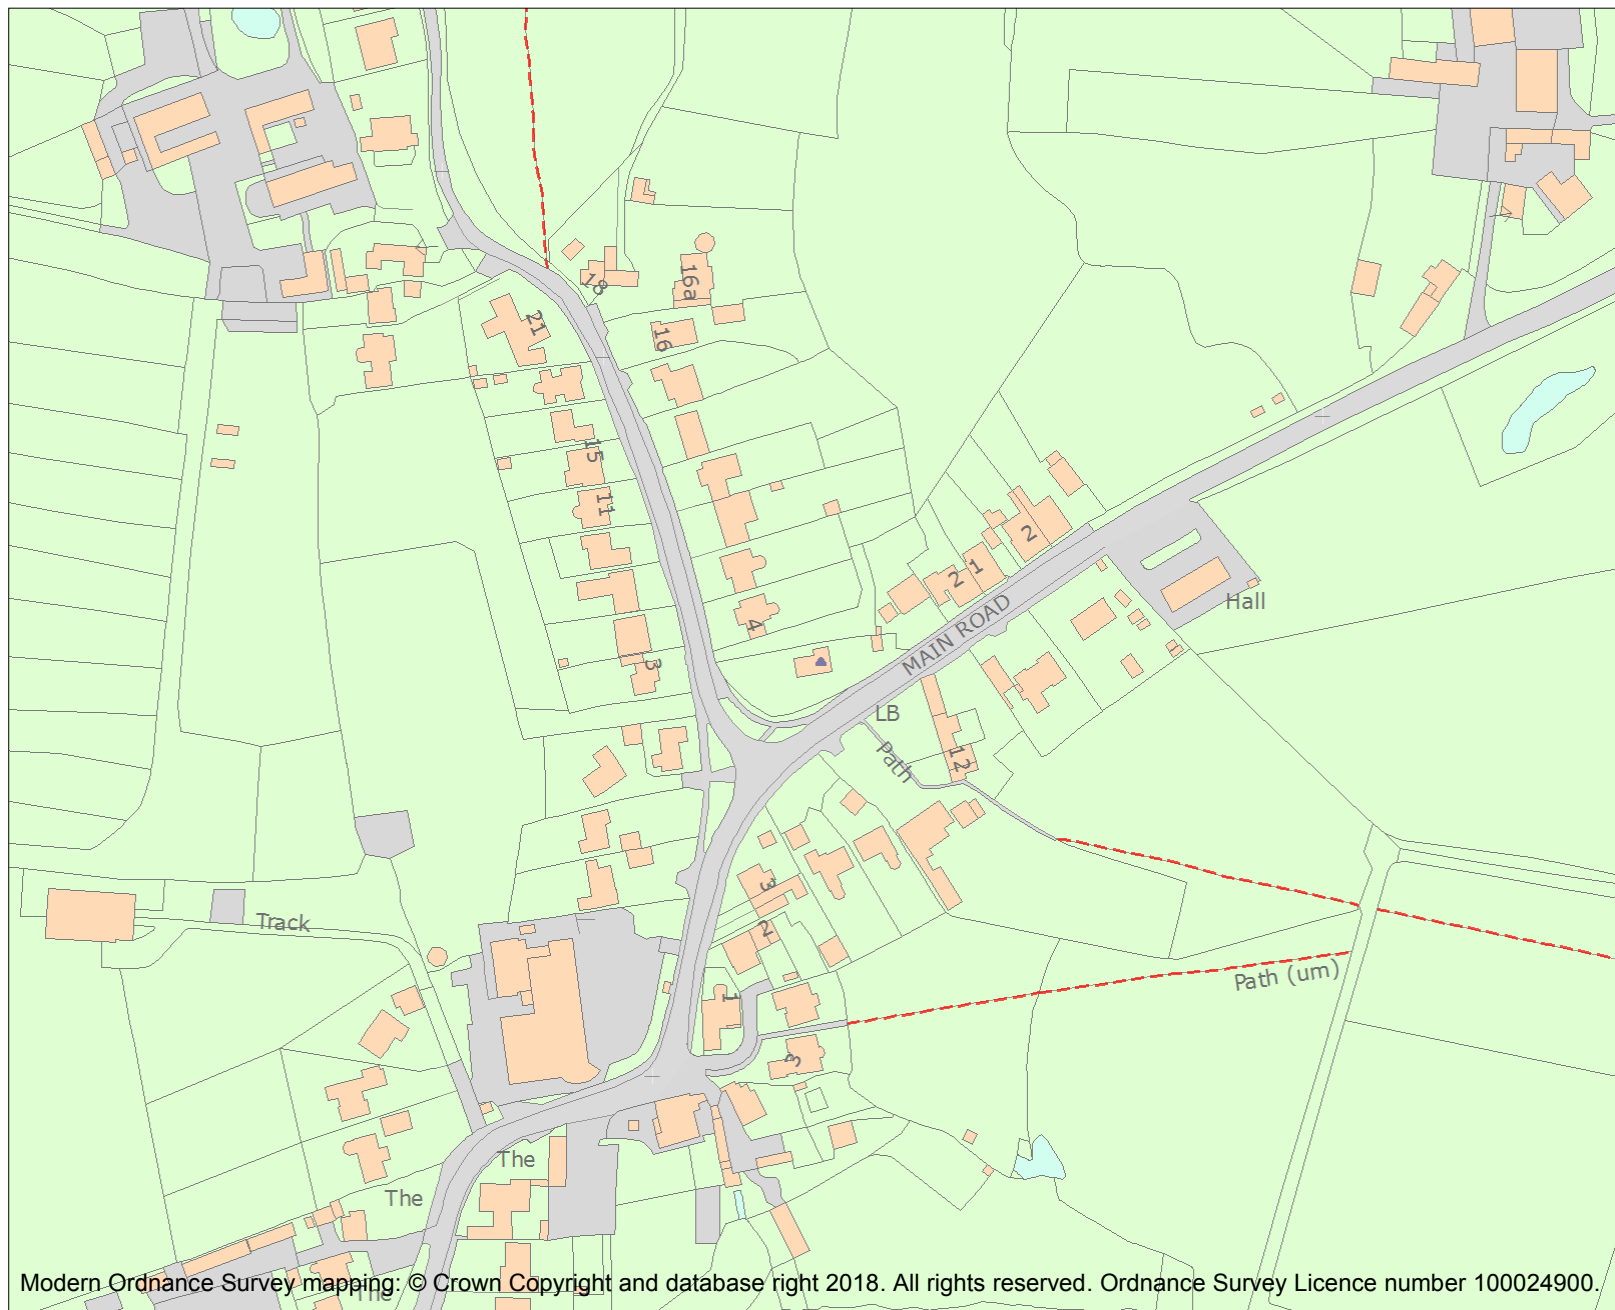 18
16a
21
16
15
11
2
2 1
MAIN ROAD
Hall
4
3
LB
Path
12
3
2
Track
Path (um)
1
3
The
The
The
Modern Ordnance Survey mapping: © Crown Copyright and database right 2018. All rights reserved. Ordnance Survey Licence number 100024900.